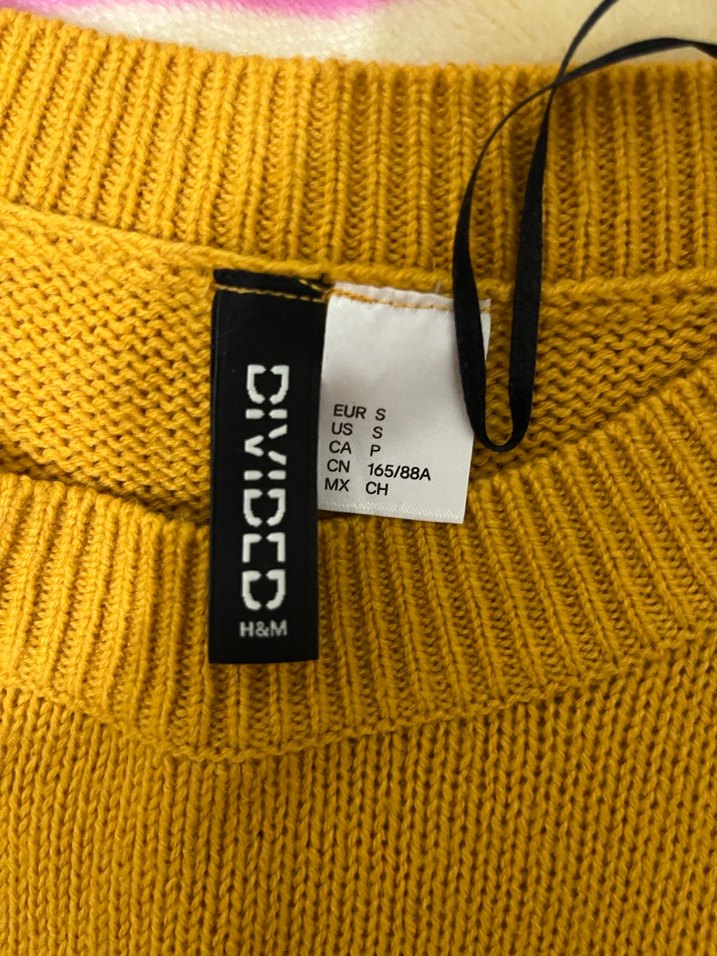 DIVIDED
H&M
EUR S
US S
CA P
CN 165/88A
MX CH